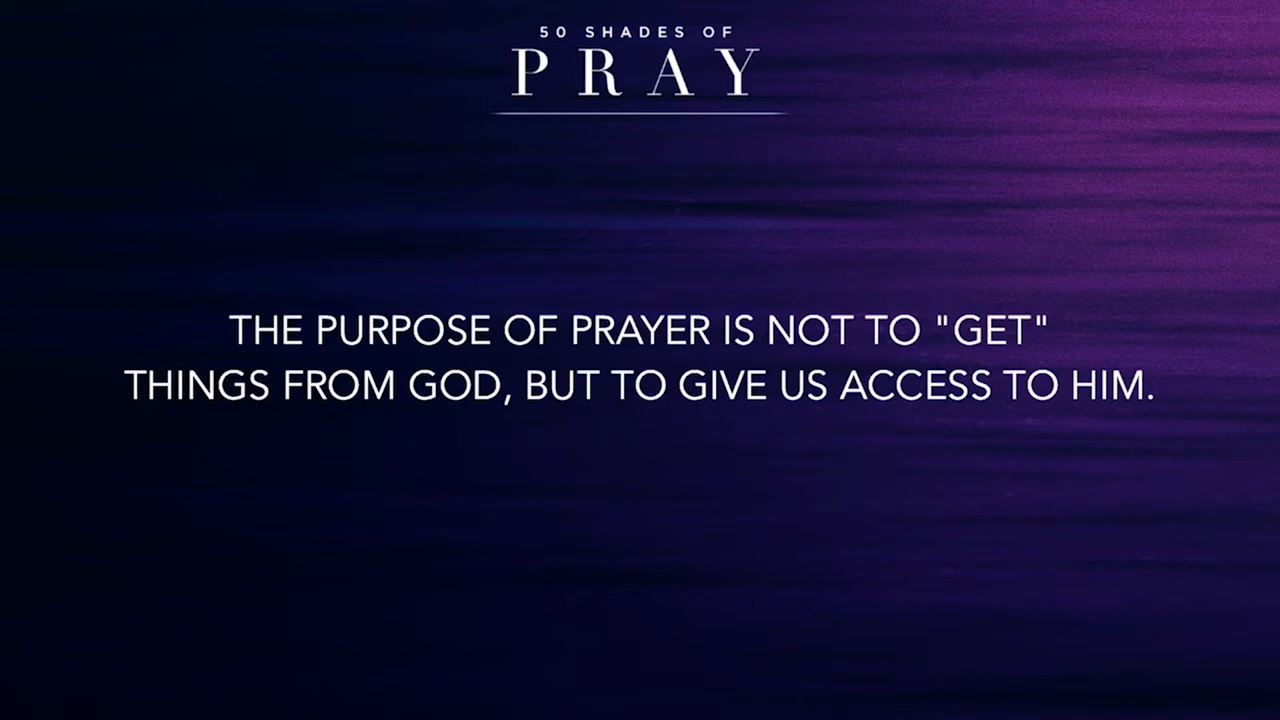 50 SHADES OF
PRAY
THE PURPOSE OF PRAYER IS NOT TO "GET"
THINGS FROM GOD, BUT TO GIVE US ACCESS TO HIM.